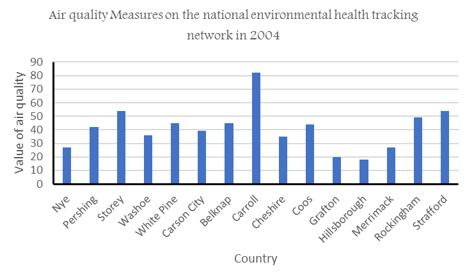 Air quality Measures on the national environmental health tracking
network in 2004
Value of air quality
90
80
70
60
50
40
30
20
10
0
Nye
Pershing
Storey
Washoe
White Pine
Carson City
Belknap
Carroll
Cheshire
Coos
Grafton
Hillsborough
Merrimack
Rockingham
Strafford
Country